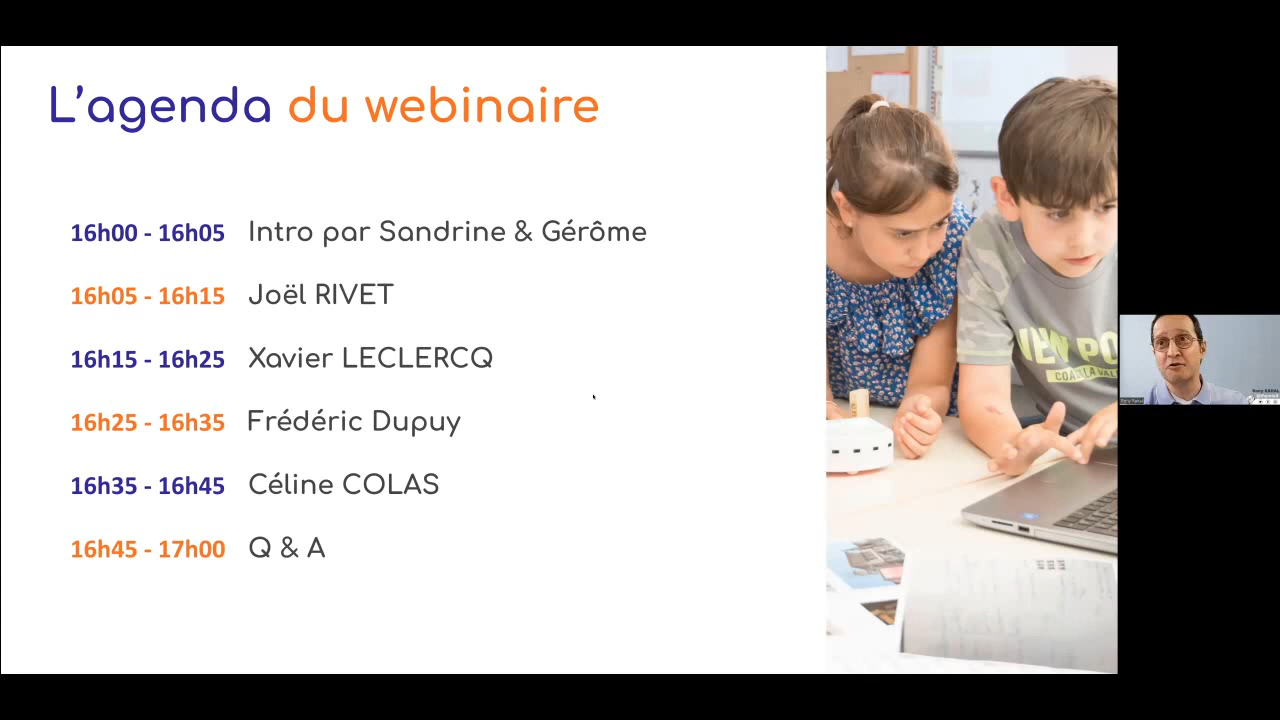 L'agenda du webinaire
16h00 - 16h05 Intro par Sandrine & Gérôme
16h05 - 16h15 Joël RIVET
16h15 - 16h25 Xavier LECLERCQ
16h25 - 16h35 Frédéric Dupuy
16h35 - 16h45 Céline COLAS
16h45 - 17h00 Q & A